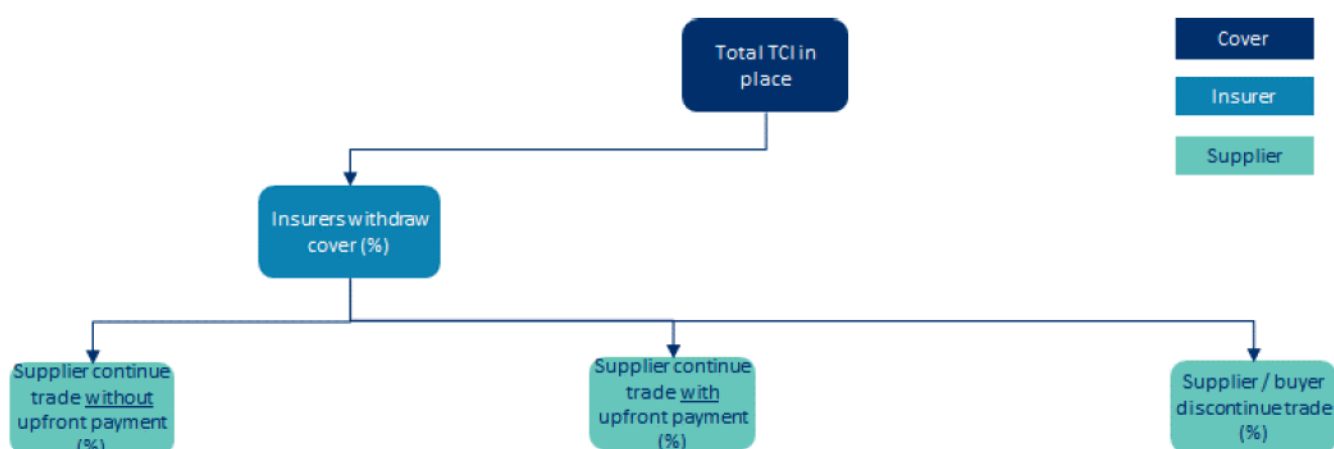 Total TCI in
place
Cover
Insurer
Supplier
Insurers withdraw
cover (%)
Supplier continue
trade without
upfront payment
(%)
Supplier continue
trade with
upfront payment
(%)
Supplier / buyer
discontinue trade
(%)